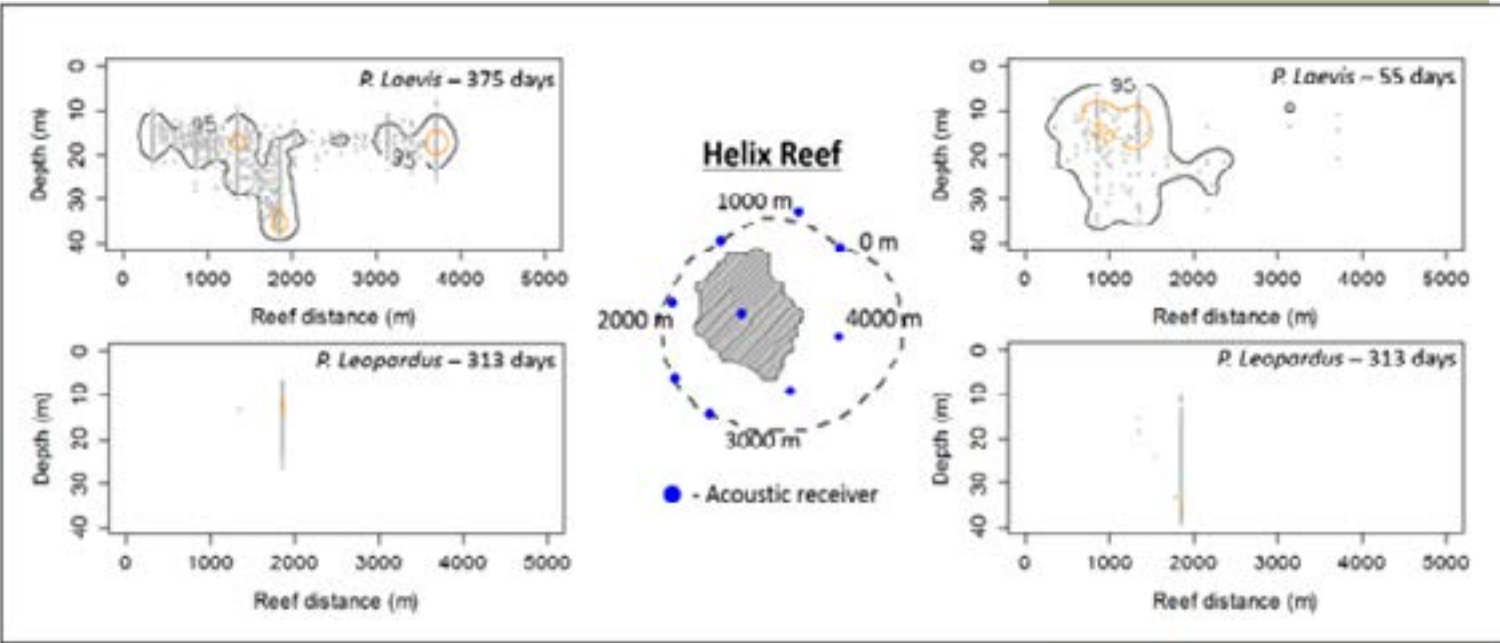 P. Laevis – 375 days
Depth (m)
0
10
20
30
40
95
95
0 1000 2000 3000 4000 5000
Reef distance (m)
P. Leopardus – 313 days
Depth (m)
0
10
20
30
40
0 1000 2000 3000 4000 5000
Reef distance (m)
Helix Reef
1000 m
0 m
2000 m
4000 m
3000 m
- Acoustic receiver
P. Laevis – 55 days
Depth (m)
0
10
20
30
40
95
0 1000 2000 3000 4000 5000
Reef distance (m)
P. Leopardus – 313 days
Depth (m)
0
10
20
30
40
0 1000 2000 3000 4000 5000
Reef distance (m)